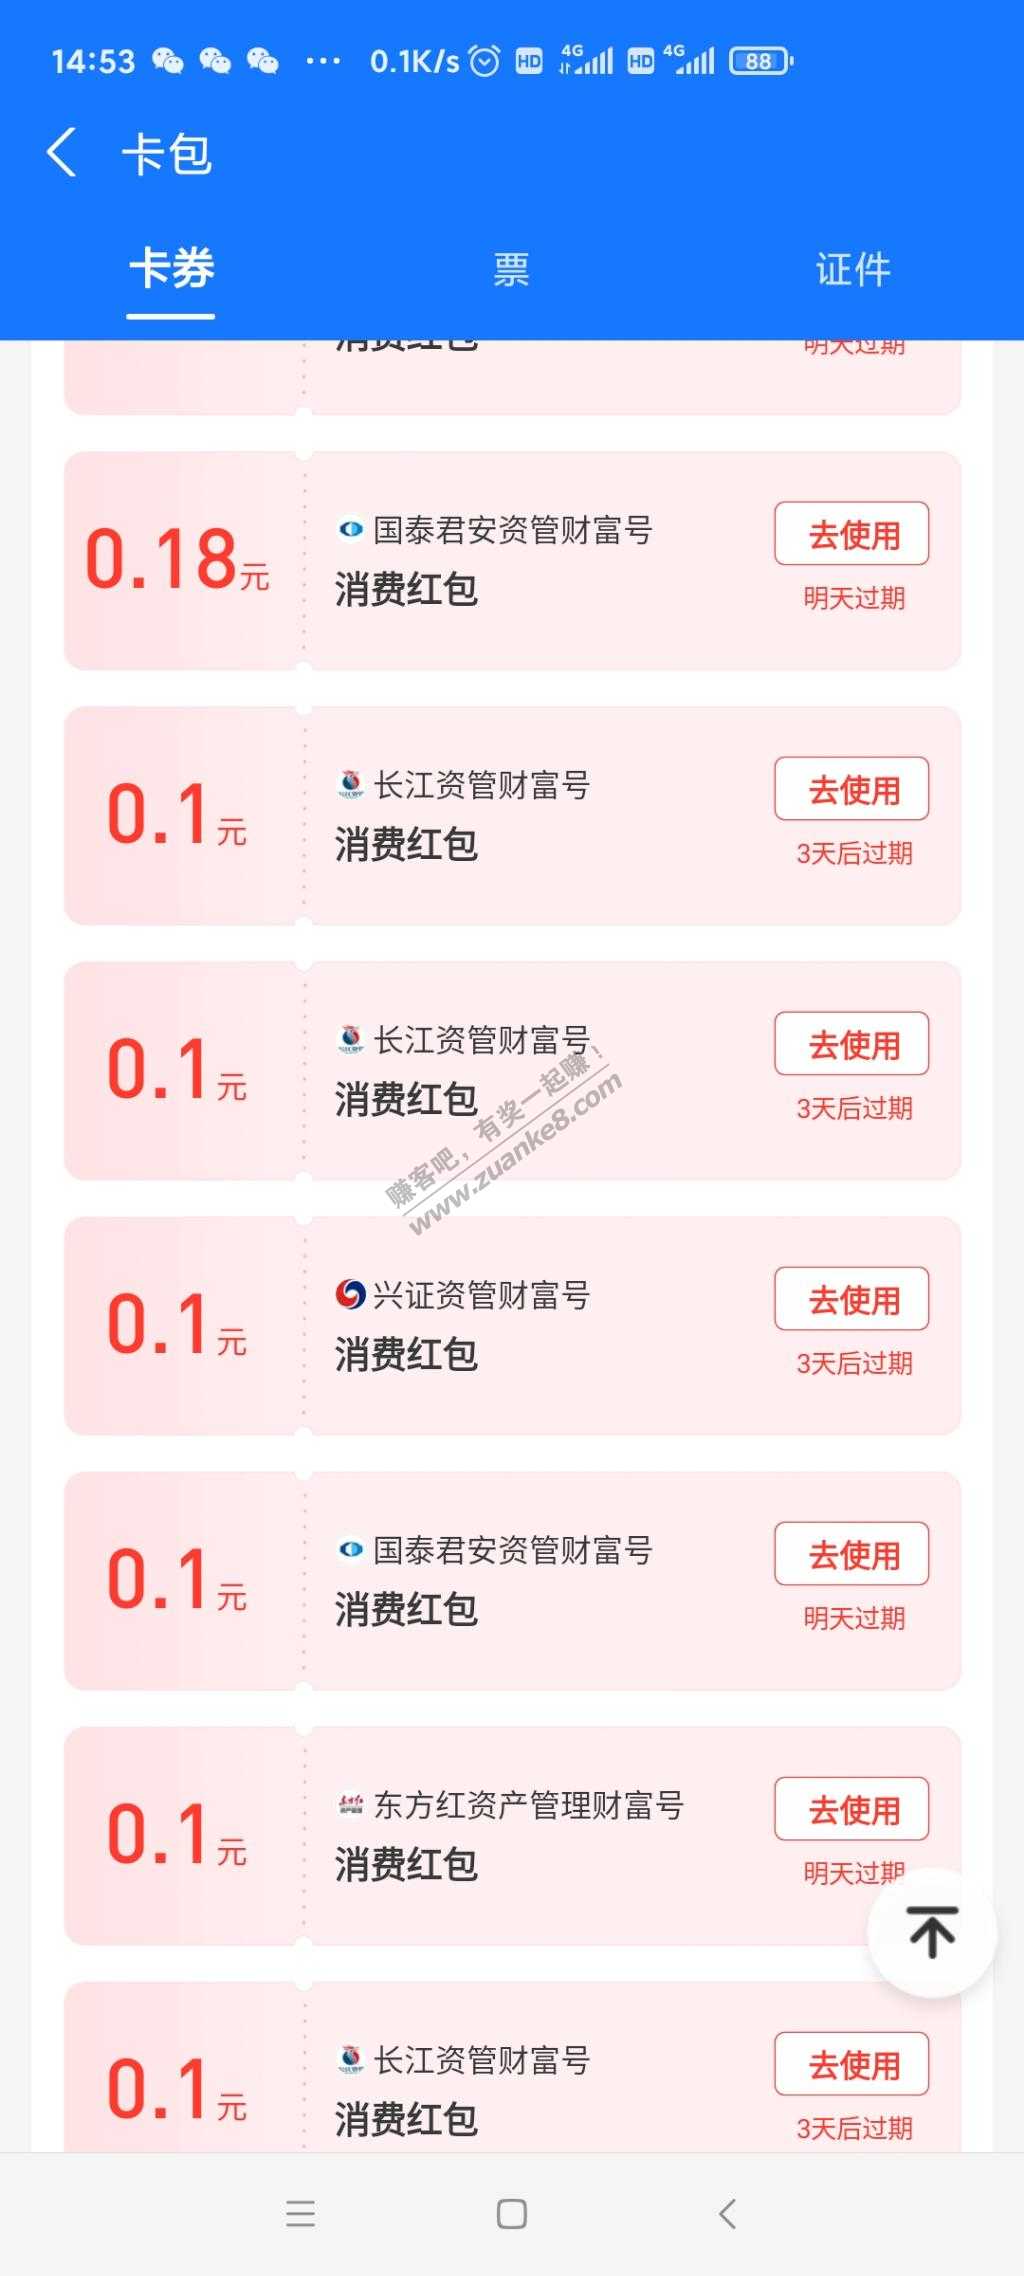 14:53 ··· 0.1K/s HD 4G HD 4G 88
卡包
卡券 票 证件
消费红包
明天过期
0.18元
国泰君安资管财富号
消费红包
去使用
明天过期
0.1元
长江资管财富号
消费红包
去使用
3天后过期
0.1元
长江资管财富号
消费红包
去使用
3天后过期
赚客吧，有奖一起赚！
www.zuanke8.com
0.1元
兴证资管财富号
消费红包
去使用
3天后过期
0.1元
国泰君安资管财富号
消费红包
去使用
明天过期
0.1元
东方红资产管理财富号
消费红包
去使用
明天过期
0.1元
长江资管财富号
消费红包
去使用
3天后过期